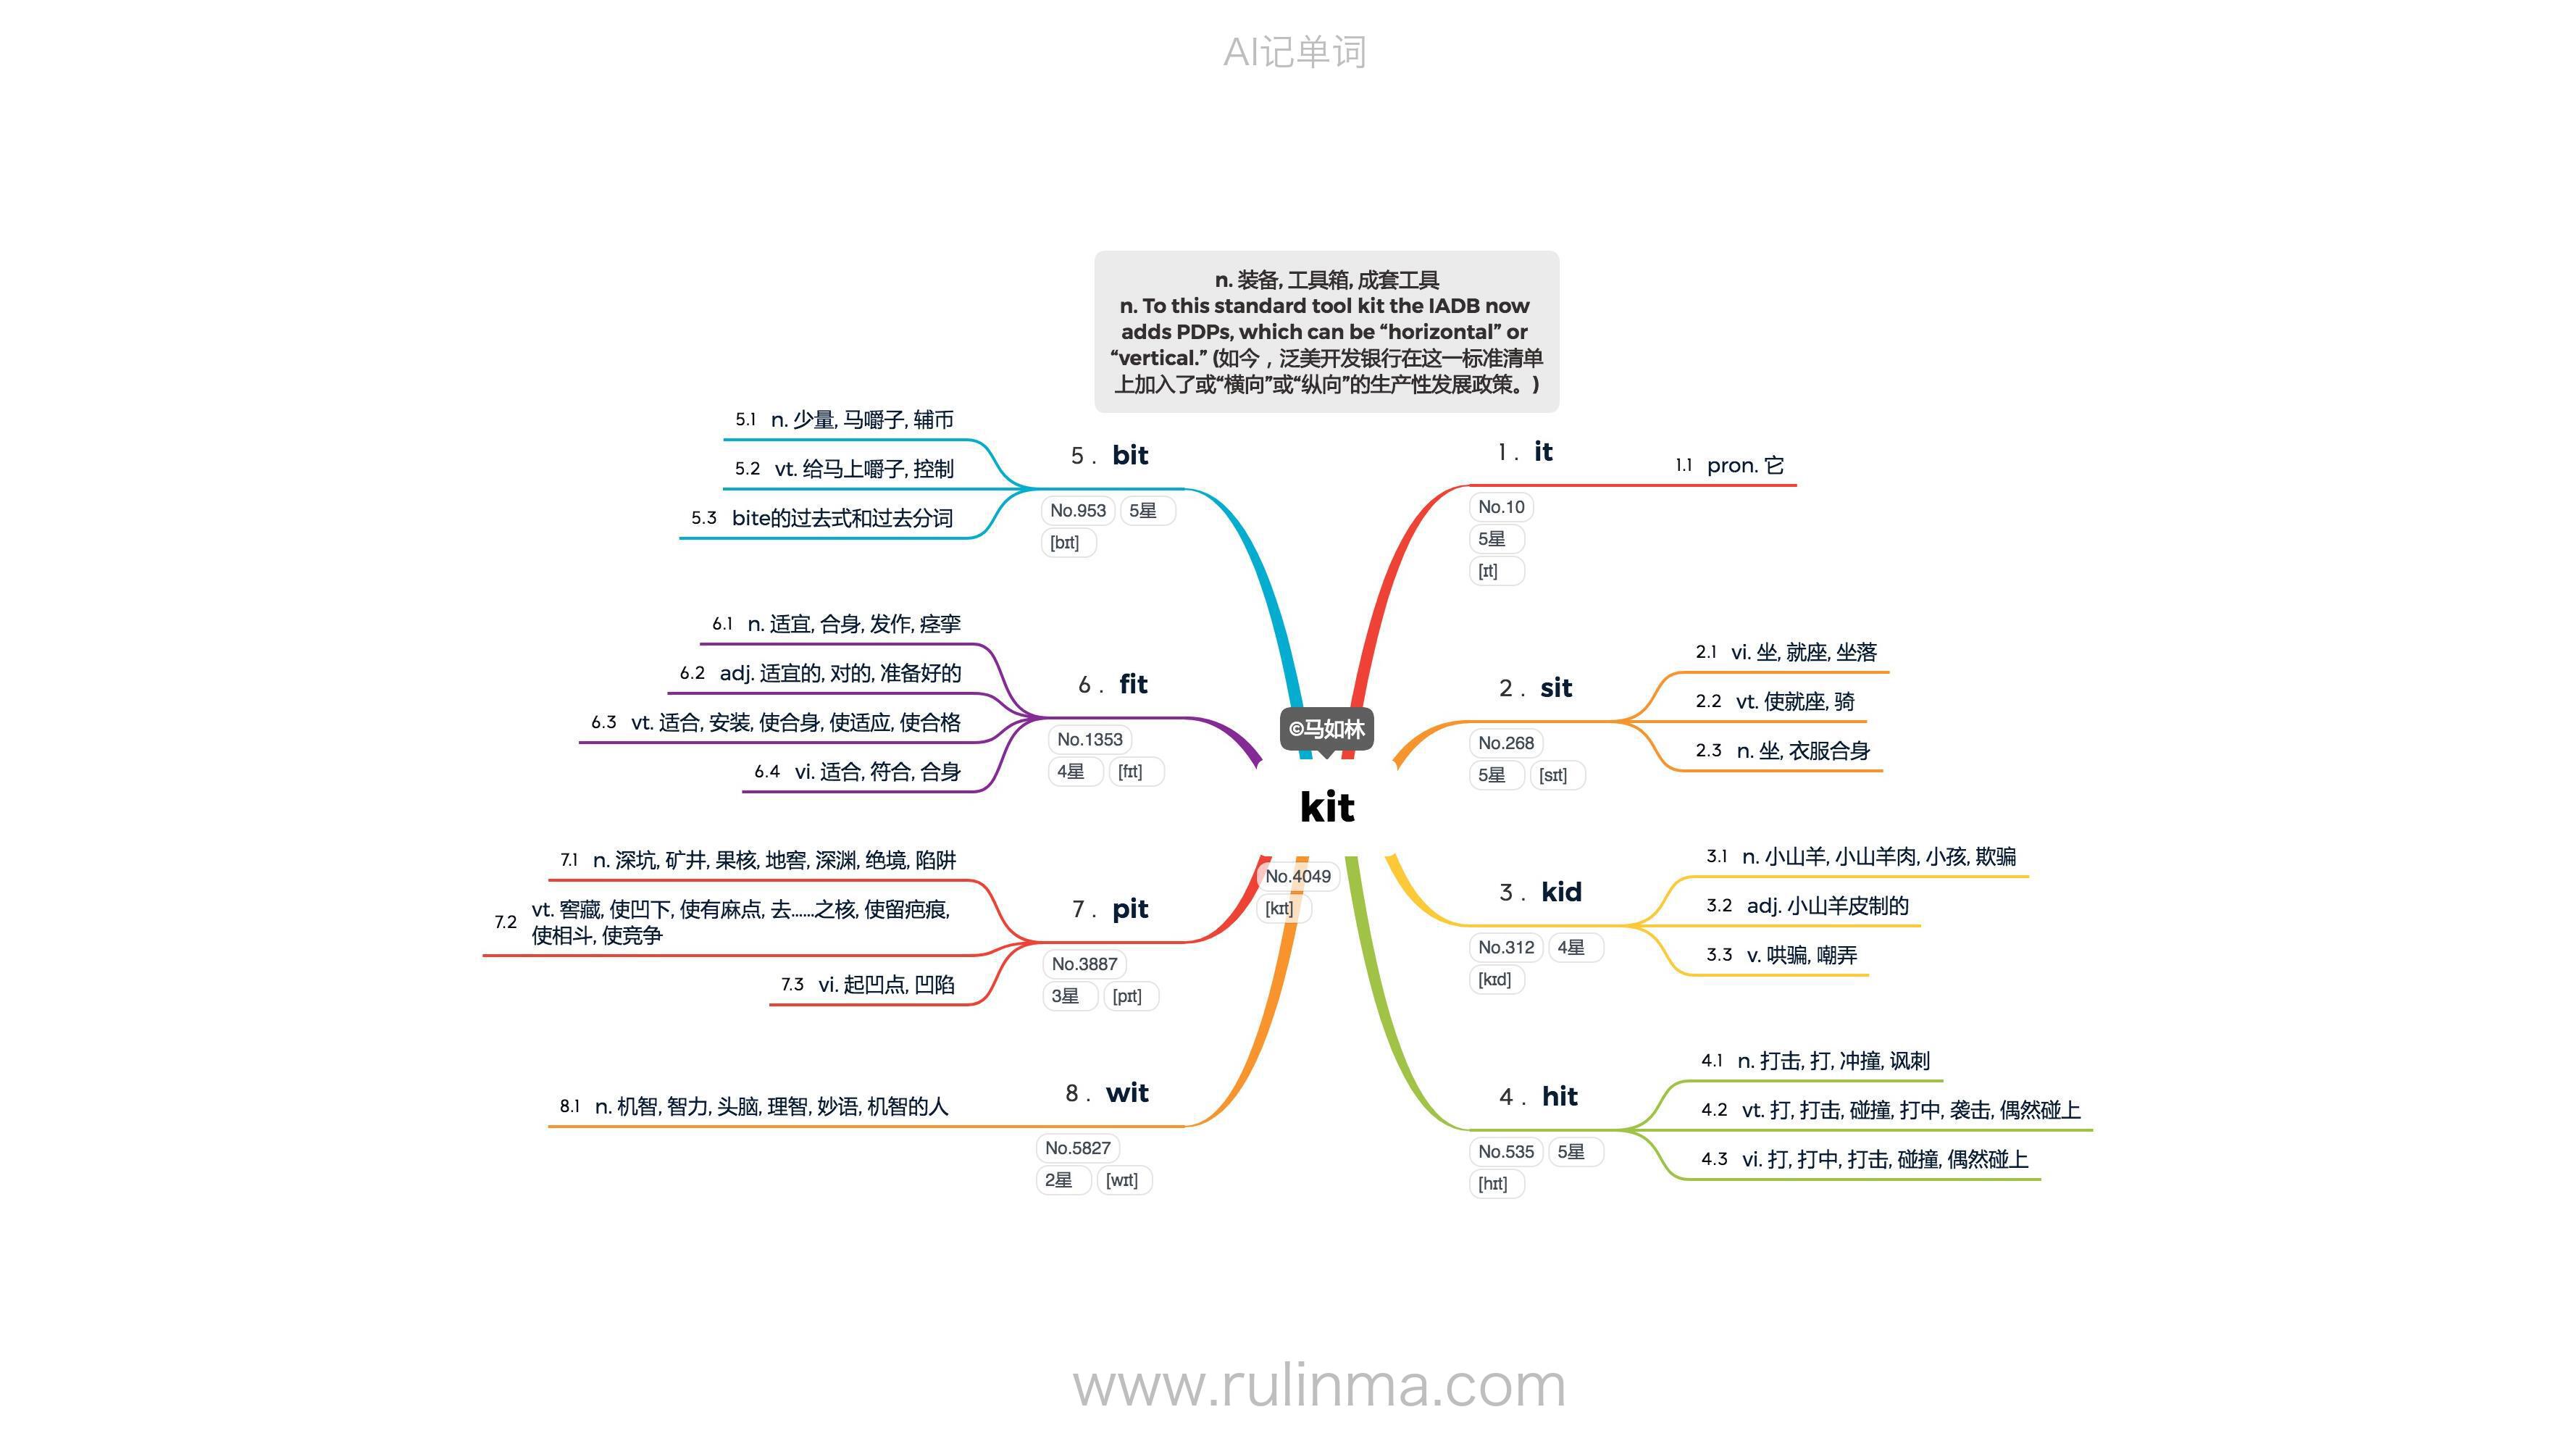 AI记单词
n. 装备, 工具箱, 成套工具
n. To this standard tool kit the IADB now
adds PDPs, which can be “horizontal” or
“vertical.” (如今，泛美开发银行在这一标准清单
上加入了或“横向”或“纵向”的生产性发展政策。)
©马如林
kit
No.4049
[kɪt]
1. it
No.10
5星
[ɪt]
1.1 pron. 它
2. sit
No.268
5星 [sɪt]
2.1 vi. 坐, 就座, 坐落
2.2 vt. 使就座, 骑
2.3 n. 坐, 衣服合身
3. kid
No.312 4星
[kɪd]
3.1 n. 小山羊, 小山羊肉, 小孩, 欺骗
3.2 adj. 小山羊皮制的
3.3 v. 哄骗, 嘲弄
4. hit
No.535 5星
[hɪt]
4.1 n. 打击, 打, 冲撞, 讽刺
4.2 vt. 打, 打击, 碰撞, 打中, 袭击, 偶然碰上
4.3 vi. 打, 打中, 打击, 碰撞, 偶然碰上
5. bit
No.953 5星
[bɪt]
5.1 n. 少量, 马嚼子, 辅币
5.2 vt. 给马上嚼子, 控制
5.3 bite的过去式和过去分词
6. fit
No.1353
4星 [fɪt]
6.1 n. 适宜, 合身, 发作, 痉挛
6.2 adj. 适宜的, 对的, 准备好的
6.3 vt. 适合, 安装, 使合身, 使适应, 使合格
6.4 vi. 适合, 符合, 合身
7. pit
No.3887
3星 [pɪt]
7.1 n. 深坑, 矿井, 果核, 地窖, 深渊, 绝境, 陷阱
7.2 vt. 窖藏, 使凹下, 使有麻点, 去……之核, 使留疤痕,
使相斗, 使竞争
7.3 vi. 起凹点, 凹陷
8. wit
No.5827
2星 [wɪt]
8.1 n. 机智, 智力, 头脑, 理智, 妙语, 机智的人
www.rulinma.com